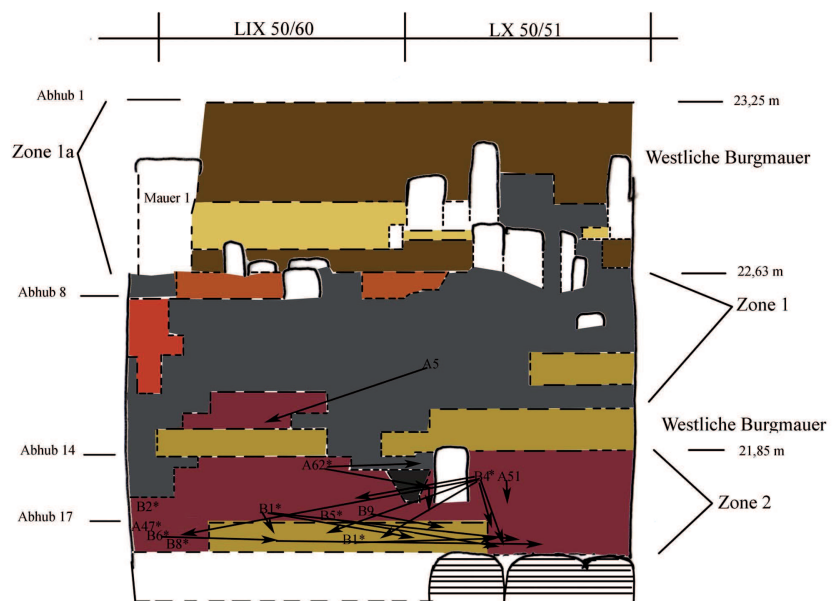 LIX 50/60 LX 50/51
Abhub 1 23,25 m
Zone 1a Westliche Burgmauer
Mauer 1
22,63 m
Abhub 8
Zone 1
A5
Westliche Burgmauer
Abhub 14 21,85 m
A62*
B4* A51
Zone 2
B2* B1* B5* B9
Abhub 17
A47*
B6* B1*
B8*